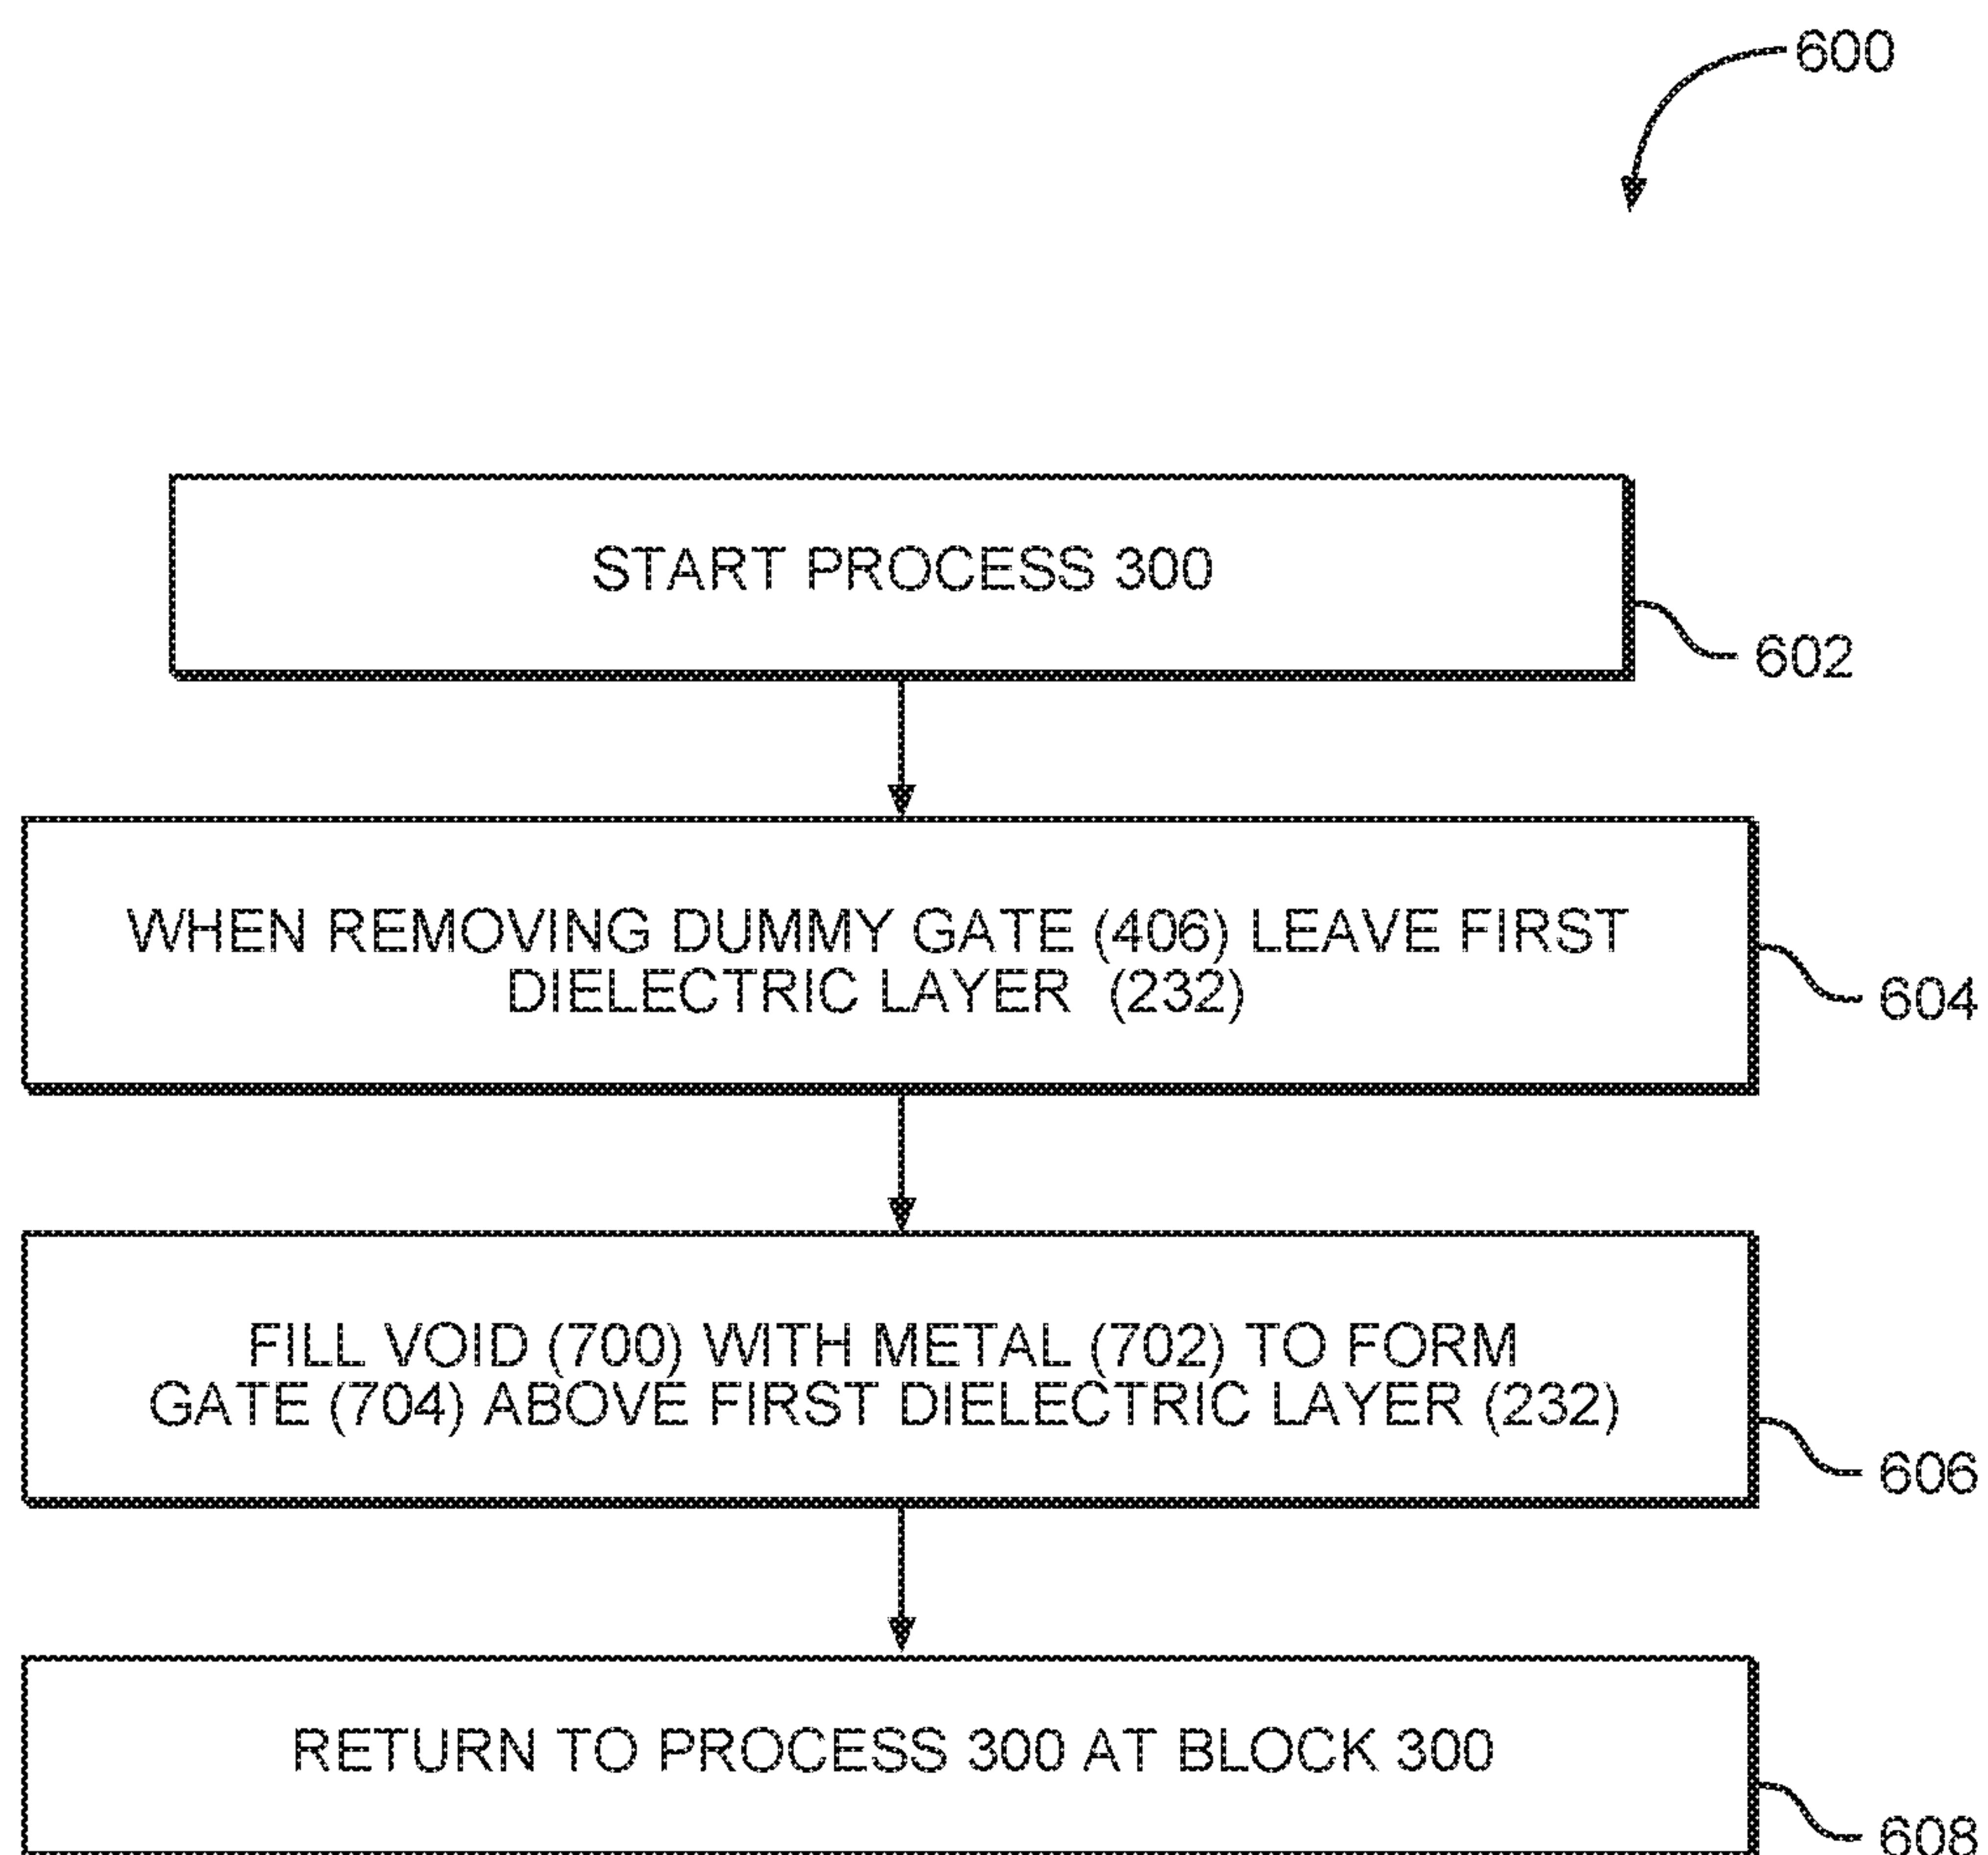 600
START PROCESS 300
602
WHEN REMOVING DUMMY GATE (406) LEAVE FIRST
DIELECTRIC LAYER (232)
604
FILL VOID (700) WITH METAL (702) TO FORM
GATE (704) ABOVE FIRST DIELECTRIC LAYER (232)
606
RETURN TO PROCESS 300 AT BLOCK 300
608